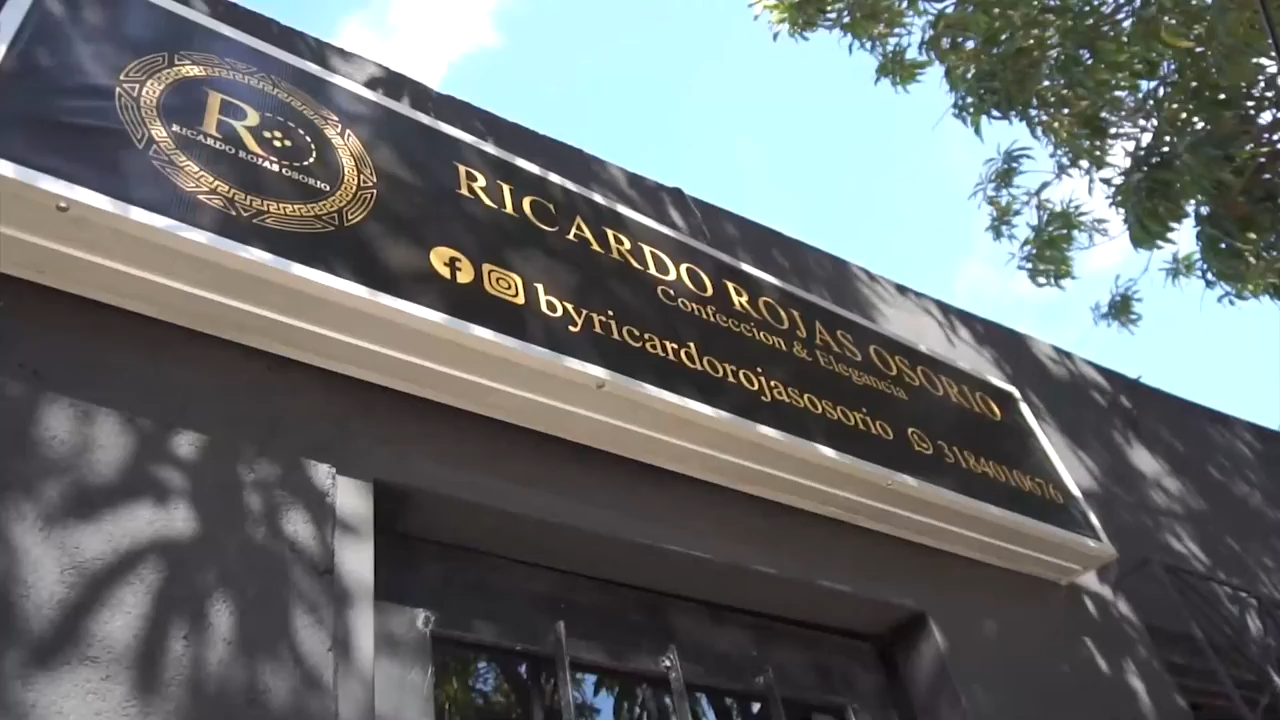 R
RICARDO ROJAS OSORIO
RICARDO ROJAS OSORIO
Confeccion & Elegancia
byricardorojasosorio
3184010676